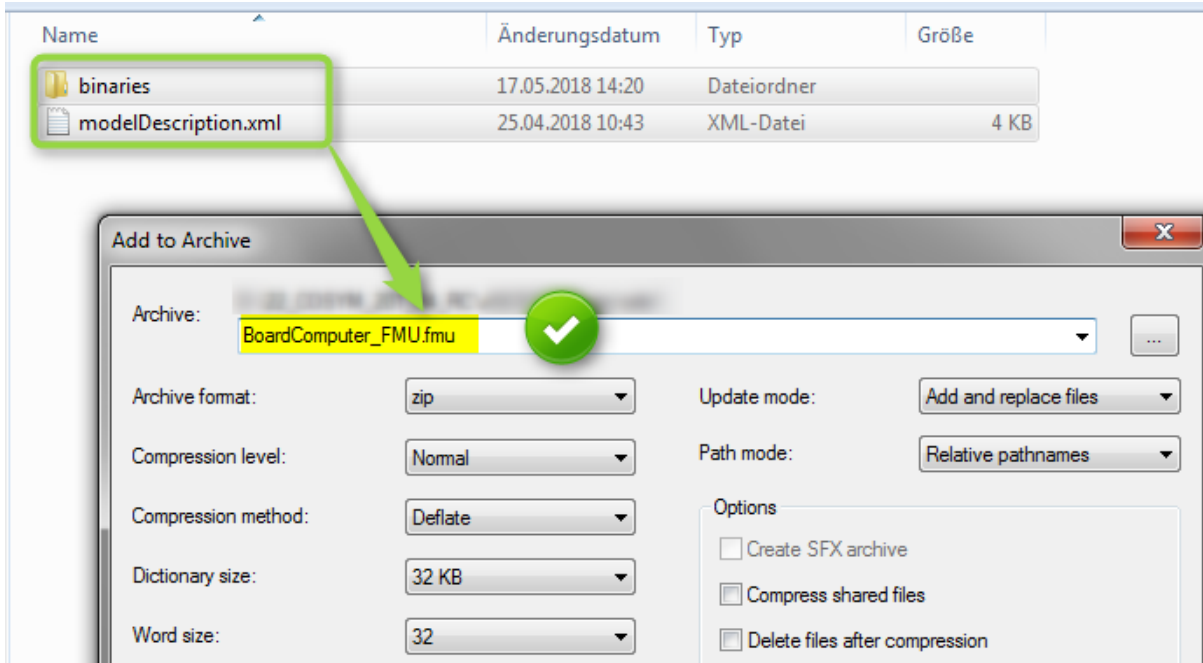 Name Änderungsdatum Typ Größe
binaries 17.05.2018 14:20 Dateiordner
modelDescription.xml 25.04.2018 10:43 XML-Datei 4 KB
Add to Archive
Archive:
BoardComputer_FMU.fmu ...
Archive format: zip Update mode: Add and replace files
Compression level: Normal Path mode: Relative pathnames
Compression method: Deflate Options
Create SFX archive
Dictionary size: 32 KB Compress shared files
Word size: 32 Delete files after compression